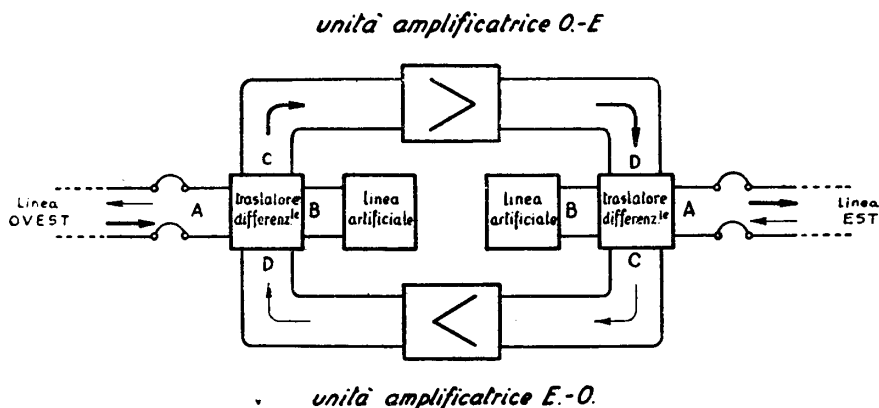 unità amplificatrice O.-E
C
D
Linea
OVEST
A
traslatore
differenz.le
B
linea
artificiale
linea
artificiale
B
traslatore
differenz.le
A
Linea
EST
D
C
unità amplificatrice E.-O.